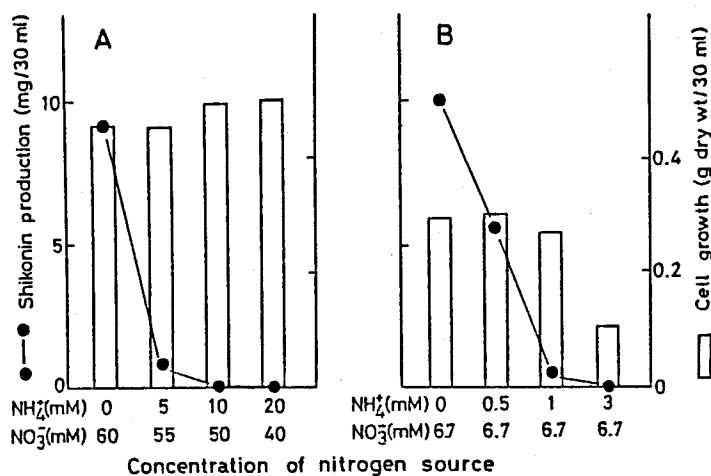 A
B
Shikonin production (mg/30 ml)
10
5
0
0.4
0.2
0
Cell growth (g dry wt/30 ml)
NH₄⁺(mM) 0 5 10 20
NO₃⁻(mM) 60 55 50 40
NH₄⁺(mM) 0 0.5 1 3
NO₃⁻(mM) 6.7 6.7 6.7 6.7
Concentration of nitrogen source